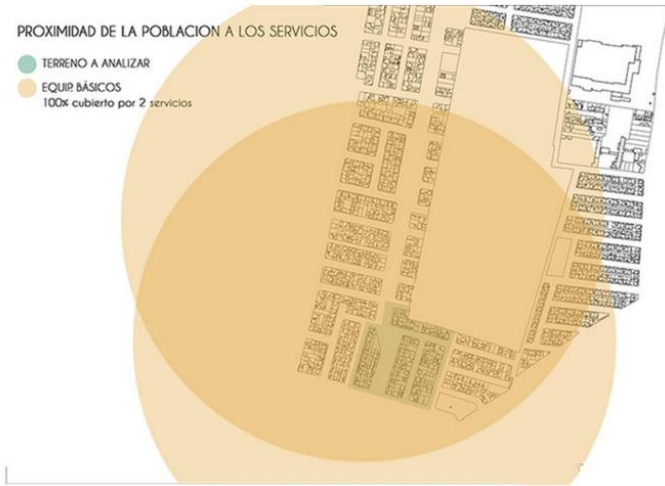 PROXIMIDAD DE LA POBLACION A LOS SERVICIOS
TERRENO A ANALIZAR
EQUIP. BÁSICOS
100% cubierto por 2 servicios